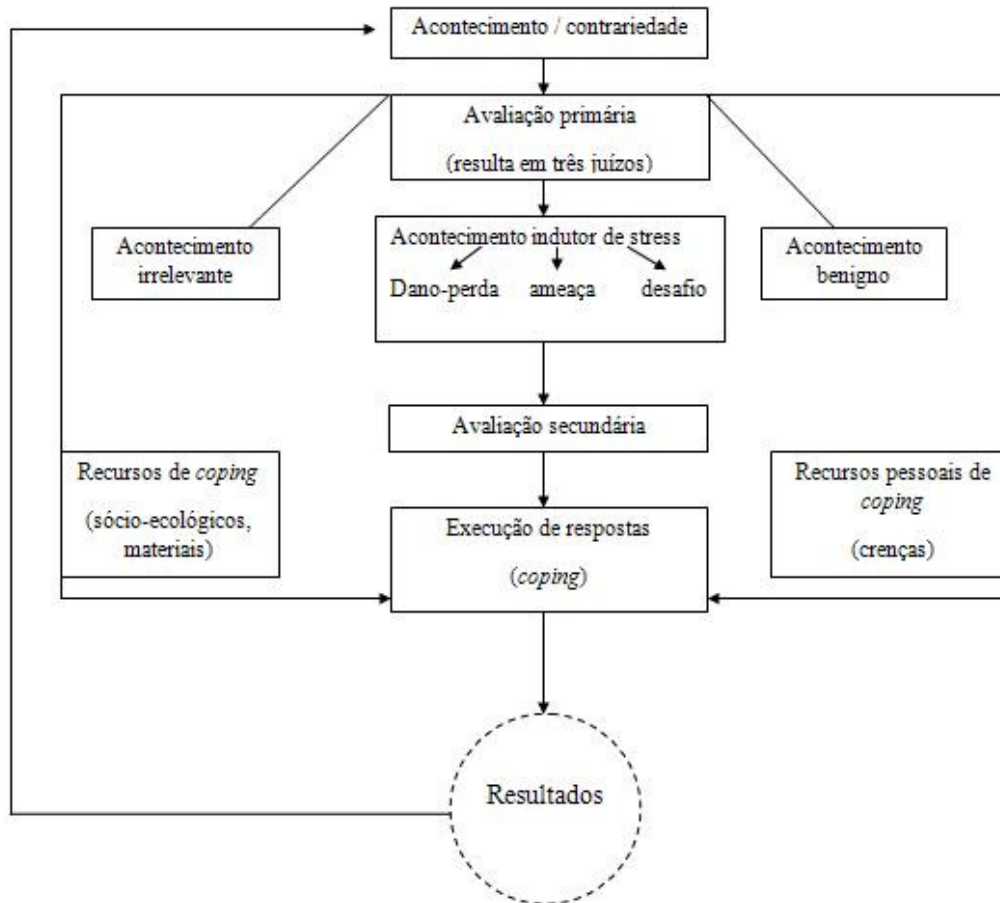 Acontecimento / contrariedade
Avaliação primária
(resulta em três juízos)
Acontecimento
irrelevante
Acontecimento indutor de stress
Dano-perda ameaça desafio
Acontecimento
benigno
Avaliação secundária
Recursos de coping
(sócio-ecológicos,
materiais)
Execução de respostas
(coping)
Recursos pessoais de
coping
(crenças)
Resultados